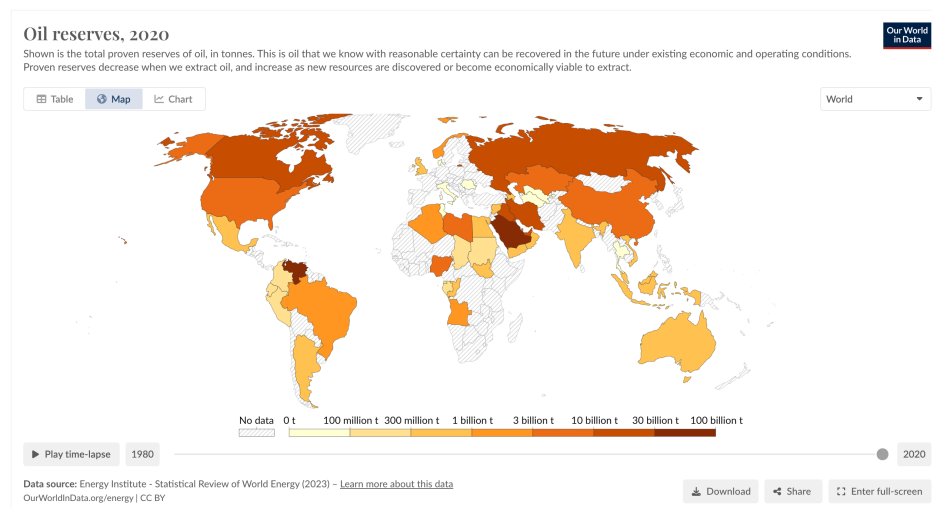 Oil reserves, 2020
Our World
in Data
Shown is the total proven reserves of oil, in tonnes. This is oil that we know with reasonable certainty can be recovered in the future under existing economic and operating conditions.
Proven reserves decrease when we extract oil, and increase as new resources are discovered or become economically viable to extract.
Table Map Chart World
No data 0 t 100 million t 300 million t 1 billion t 3 billion t 10 billion t 30 billion t 100 billion t
Play time-lapse 1980 2020
Data source: Energy Institute - Statistical Review of World Energy (2023) – Learn more about this data
OurWorldInData.org/energy | CC BY
Download Share Enter full-screen